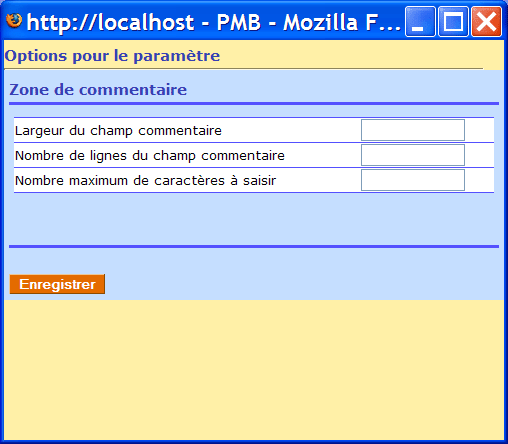 http://localhost - PMB - Mozilla F...
Options pour le paramètre
Zone de commentaire
Largeur du champ commentaire
Nombre de lignes du champ commentaire
Nombre maximum de caractères à saisir
Enregistrer